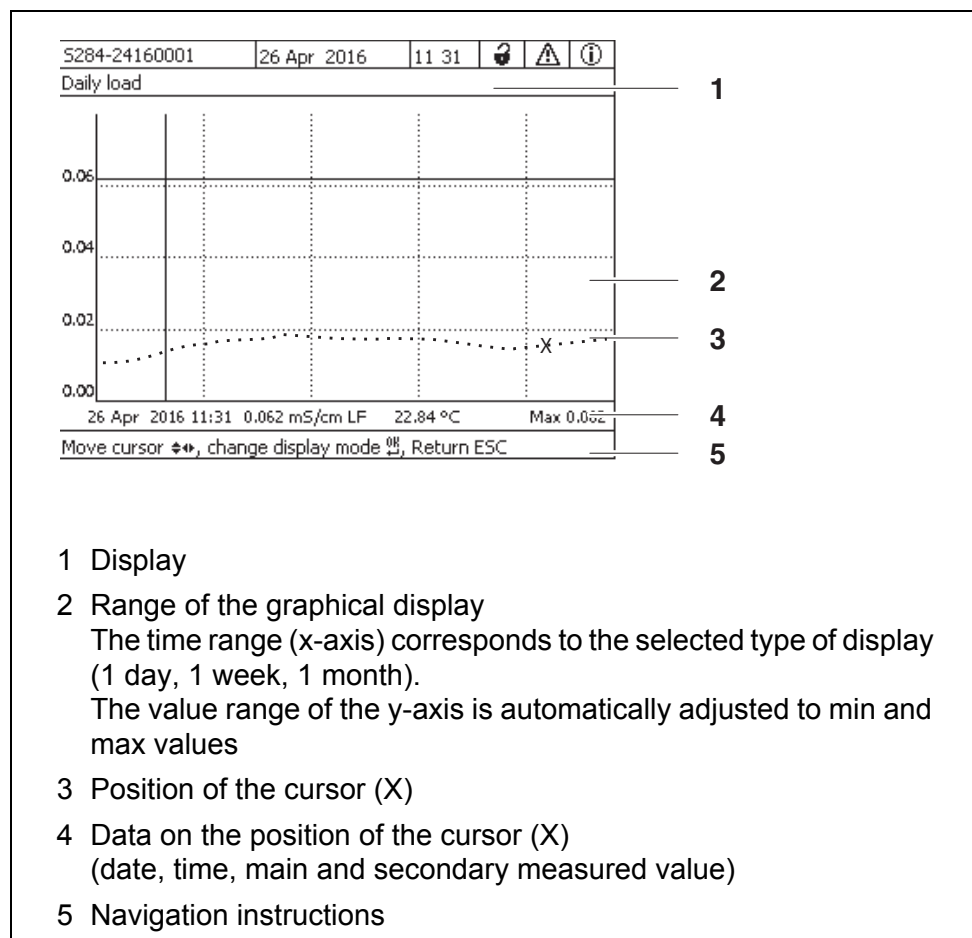 S284-24160001 26 Apr 2016 11 31
Daily load
1
0.06
0.04
2
0.02
3
X
0.00
26 Apr 2016 11:31 0.062 mS/cm LF 22.84 °C Max 0.062
4
Move cursor, change display mode OK, Return ESC
5
1 Display
2 Range of the graphical display
The time range (x-axis) corresponds to the selected type of display
(1 day, 1 week, 1 month).
The value range of the y-axis is automatically adjusted to min and
max values
3 Position of the cursor (X)
4 Data on the position of the cursor (X)
(date, time, main and secondary measured value)
5 Navigation instructions